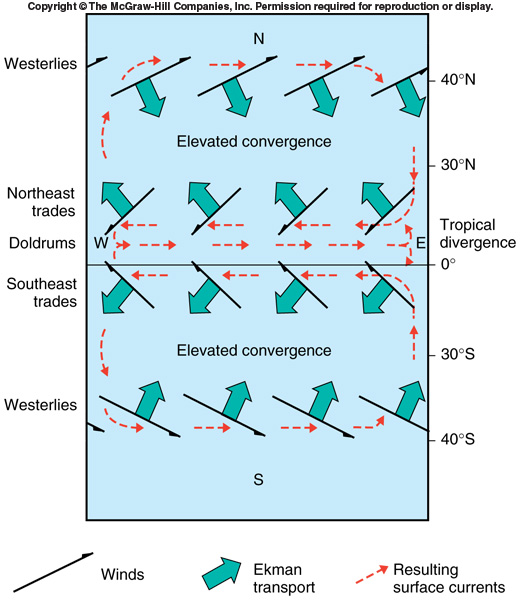 Copyright © The McGraw-Hill Companies, Inc. Permission required for reproduction or display.
N
Westerlies
40°N
Elevated convergence
30°N
Northeast
trades
Tropical
divergence
Doldrums
W
E
0°
Southeast
trades
Elevated convergence
30°S
Westerlies
40°S
S
Winds
Ekman
transport
Resulting
surface currents